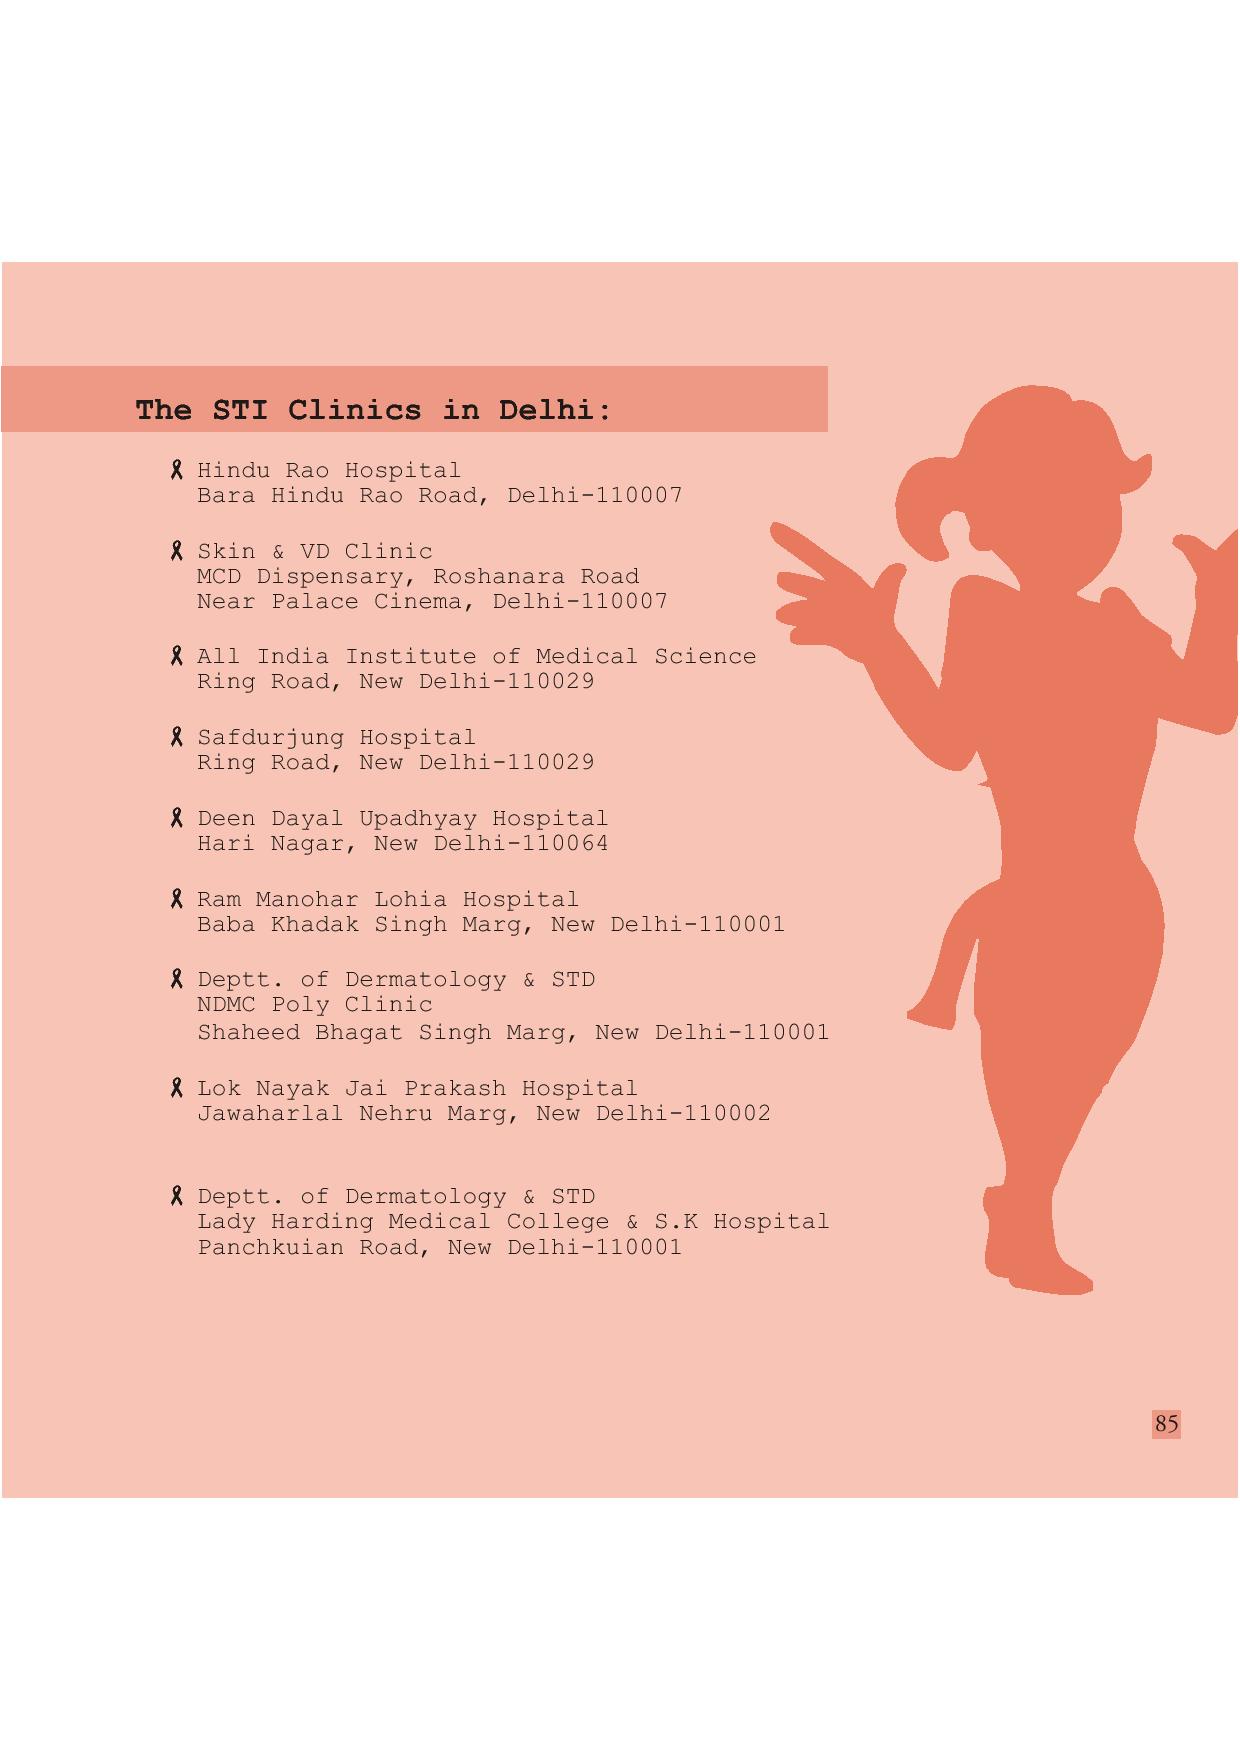 The STI Clinics in Delhi:
Hindu Rao Hospital
Bara Hindu Rao Road, Delhi-110007
Skin & VD Clinic
MCD Dispensary, Roshanara Road
Near Palace Cinema, Delhi-110007
All India Institute of Medical Science
Ring Road, New Delhi-110029
Safdurjung Hospital
Ring Road, New Delhi-110029
Deen Dayal Upadhyay Hospital
Hari Nagar, New Delhi-110064
Ram Manohar Lohia Hospital
Baba Khadak Singh Marg, New Delhi-110001
Deptt. of Dermatology & STD
NDMC Poly Clinic
Shaheed Bhagat Singh Marg, New Delhi-110001
Lok Nayak Jai Prakash Hospital
Jawaharlal Nehru Marg, New Delhi-110002
Deptt. of Dermatology & STD
Lady Harding Medical College & S.K Hospital
Panchkuian Road, New Delhi-110001
85